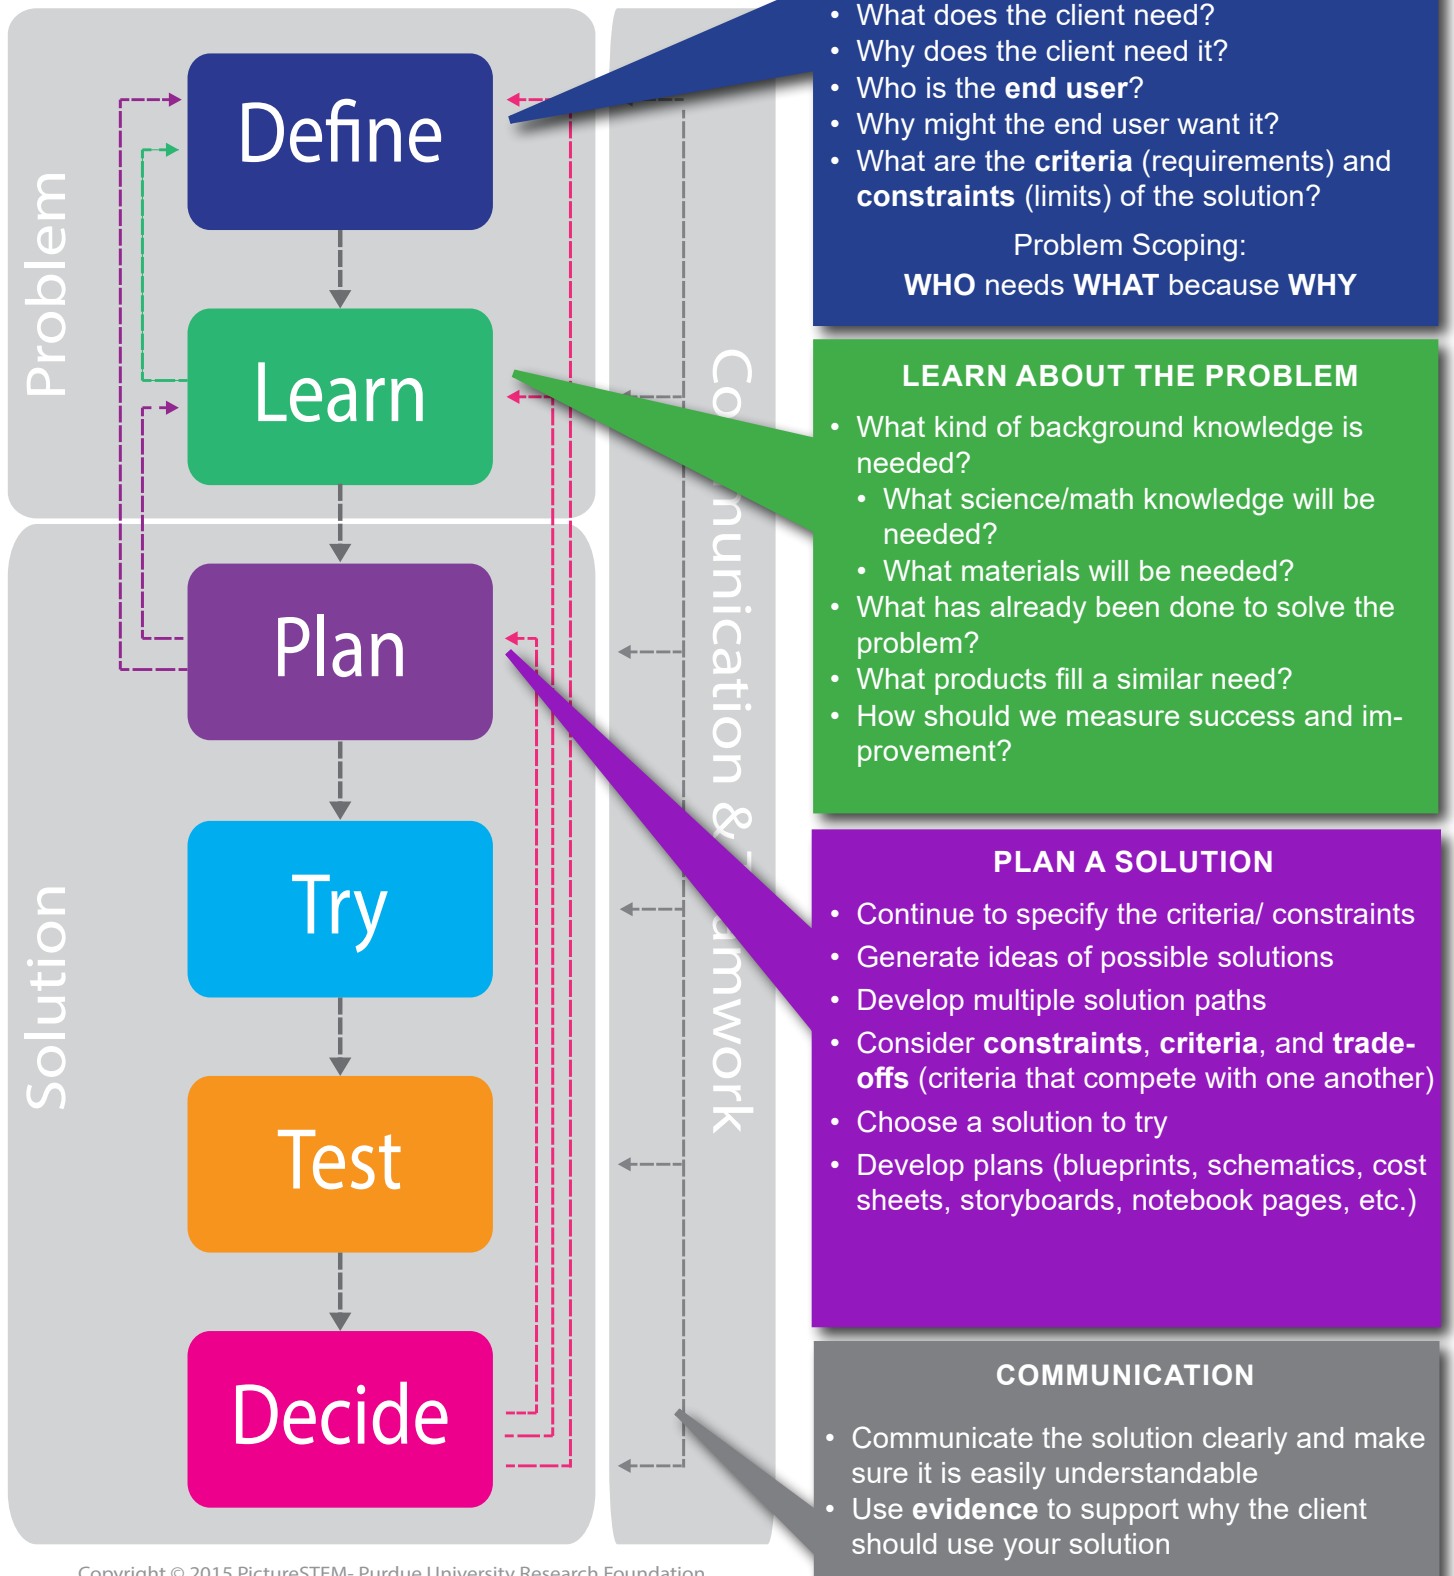 Problem
Define
Learn
Solution
Plan
Try
Test
Decide
Communication &
• What does the client need?
• Why does the client need it?
• Who is the end user?
• Why might the end user want it?
• What are the criteria (requirements) and
constraints (limits) of the solution?
Problem Scoping:
WHO needs WHAT because WHY
LEARN ABOUT THE PROBLEM
• What kind of background knowledge is
needed?
• What science/math knowledge will be
needed?
• What materials will be needed?
• What has already been done to solve the
problem?
• What products fill a similar need?
• How should we measure success and im-
provement?
PLAN A SOLUTION
• Continue to specify the criteria/ constraints
• Generate ideas of possible solutions
• Develop multiple solution paths
• Consider constraints, criteria, and trade-
offs (criteria that compete with one another)
• Choose a solution to try
• Develop plans (blueprints, schematics, cost
sheets, storyboards, notebook pages, etc.)
COMMUNICATION
• Communicate the solution clearly and make
sure it is easily understandable
• Use evidence to support why the client
should use your solution
Copyright © 2015 PictureSTEM- Purdue University Research Foundation